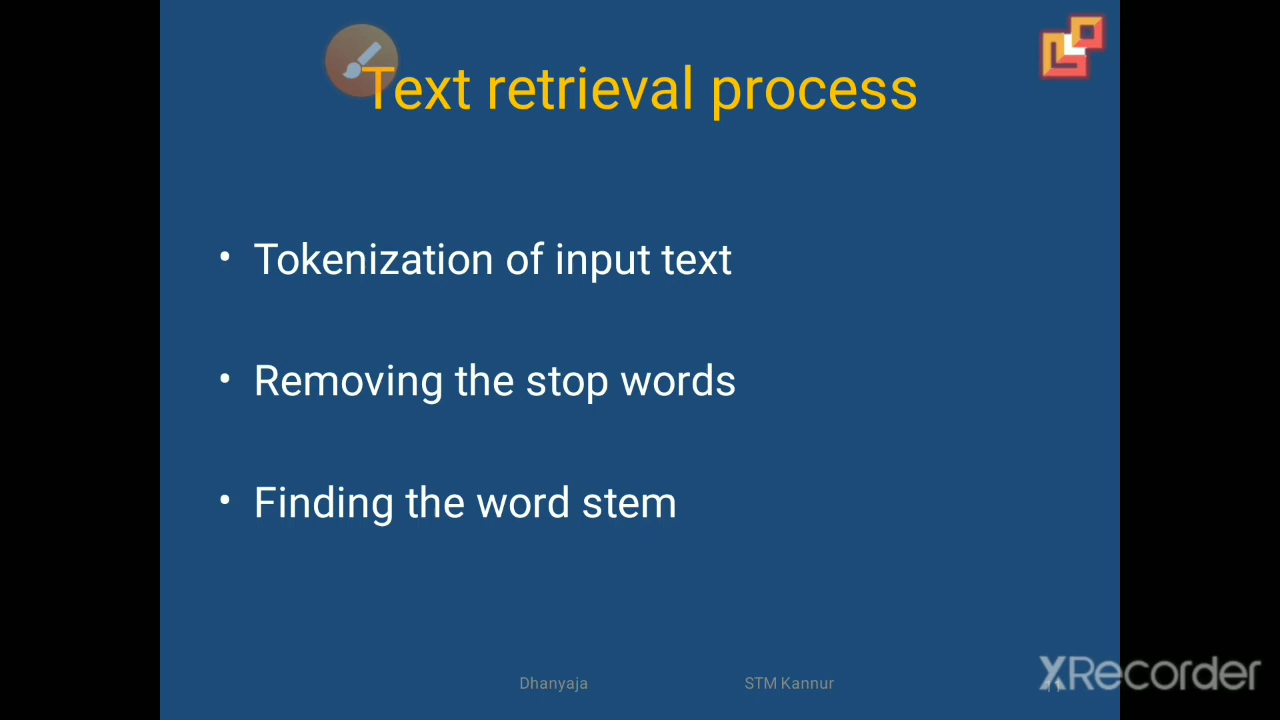 Text retrieval process
• Tokenization of input text
• Removing the stop words
• Finding the word stem
Dhanyaja STM Kannur
XRecorder